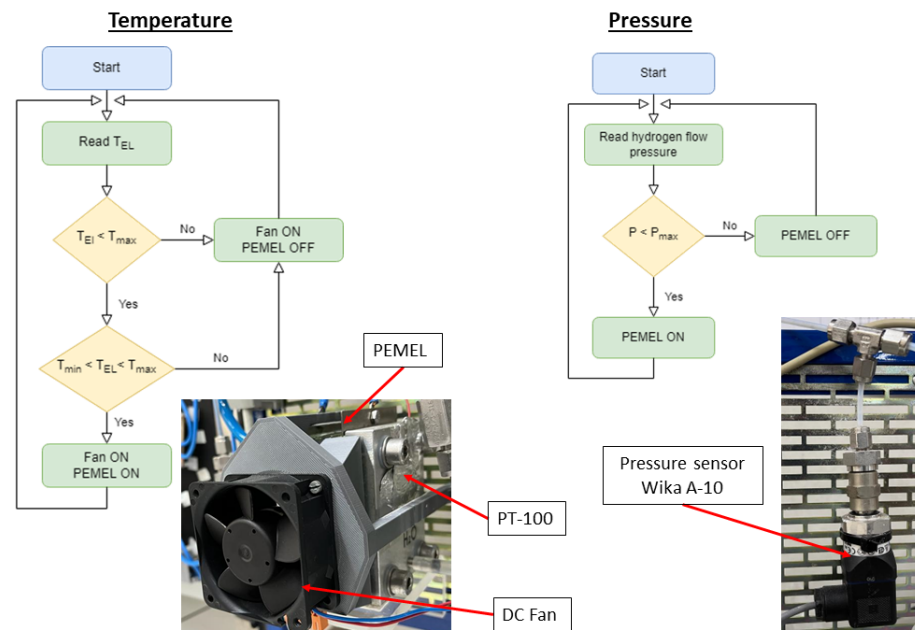 Temperature
Start
Read T_EL
T_El < T_max
No
Fan ON
PEMEL OFF
Yes
T_min < T_EL < T_max
No
Yes
Fan ON
PEMEL ON
PEMEL
PT-100
DC Fan
Pressure
Start
Read hydrogen flow
pressure
P < P_max
No
PEMEL OFF
Yes
PEMEL ON
Pressure sensor
Wika A-10